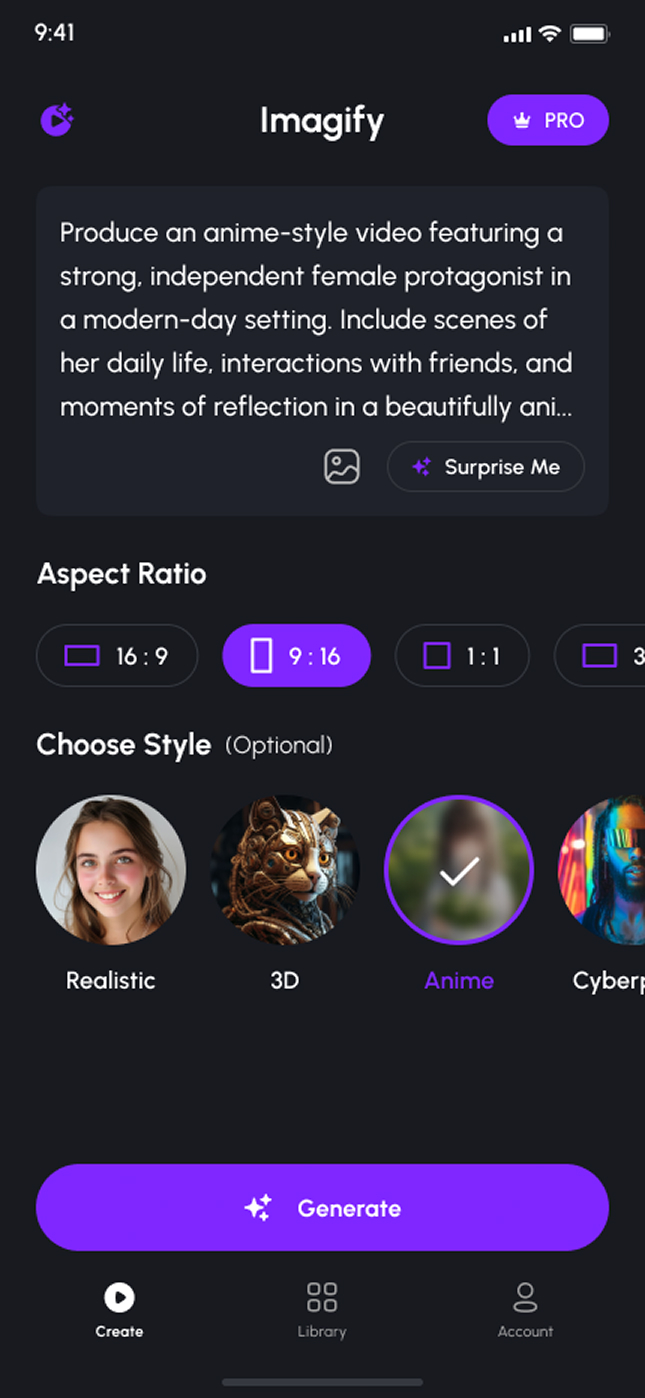 9:41
Imagify
PRO
Produce an anime-style video featuring a
strong, independent female protagonist in
a modern-day setting. Include scenes of
her daily life, interactions with friends, and
moments of reflection in a beautifully ani...
Surprise Me
Aspect Ratio
16 : 9
9 : 16
1 : 1
3
Choose Style (Optional)
Realistic
3D
Anime
Cyberp
Generate
Create
Library
Account